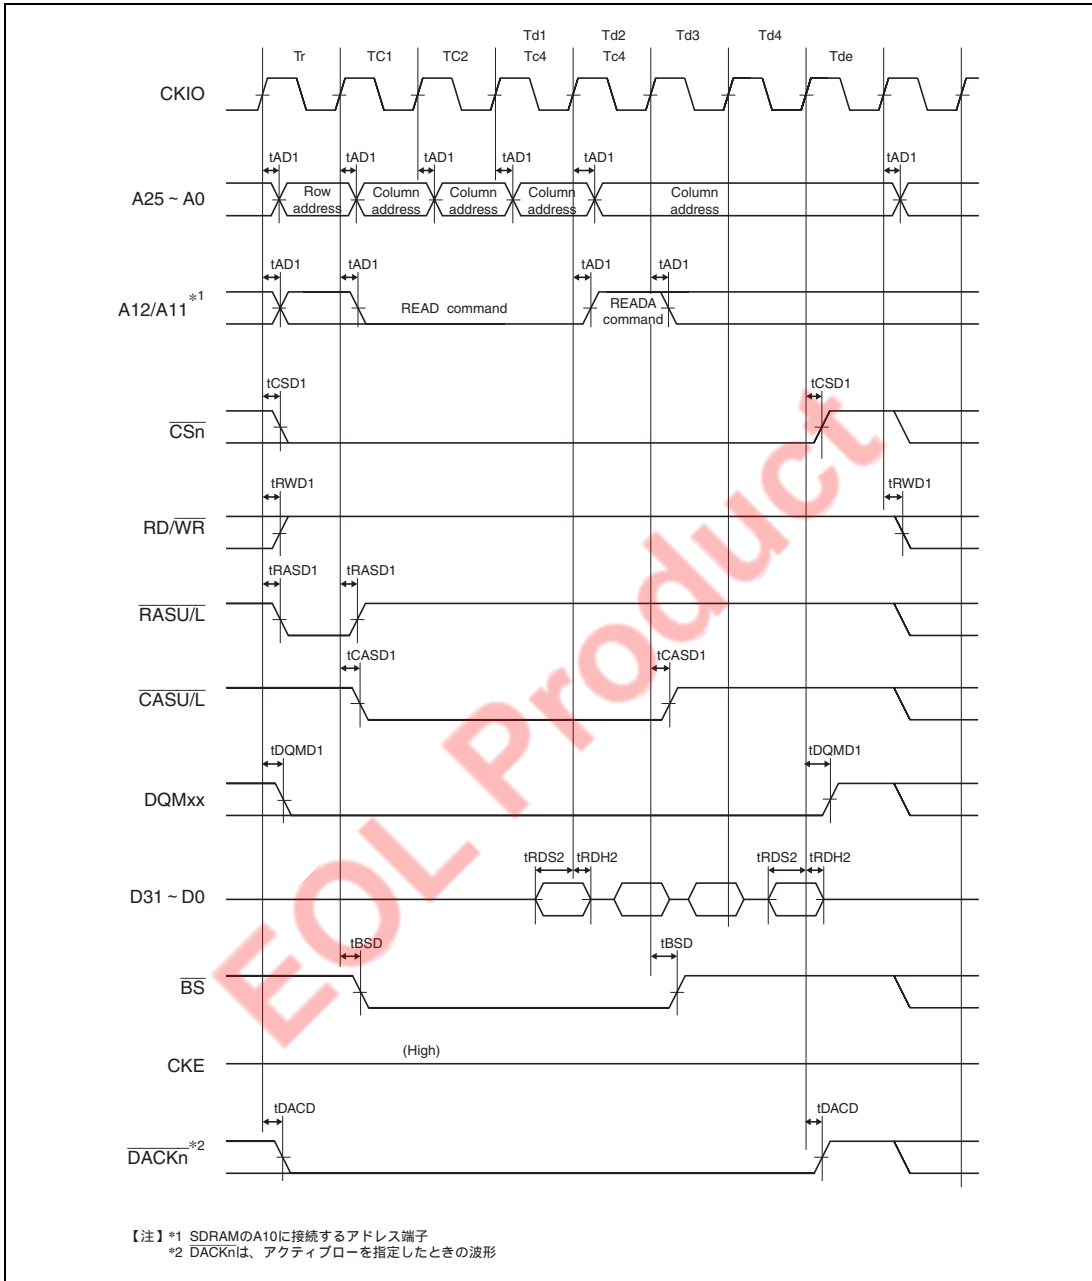 Td1 Td2 Td3 Td4
Tr TC1 TC2 Tc4 Tc4 Tde
CKIO
tAD1 tAD1 tAD1 tAD1 tAD1 tAD1
A25 ~ A0
Row address
Column address
Column address
Column address
Column address
tAD1 tAD1 tAD1 tAD1
A12/A11*1
READ command
READA command
tCSD1 tCSD1
CSn
tRWD1 tRWD1
RD/WR
tRASD1 tRASD1
RASU/L
tCASD1 tCASD1
CASU/L
tDQMD1 tDQMD1
DQMxx
tRDS2 tRDH2 tRDS2 tRDH2
D31 ~ D0
tBSD tBSD
BS
(High)
CKE
tDACD tDACD
DACKn*2
【注】*1 SDRAMのA10に接続するアドレス端子
*2 DACKnは、アクティブローを指定したときの波形
EOL Product